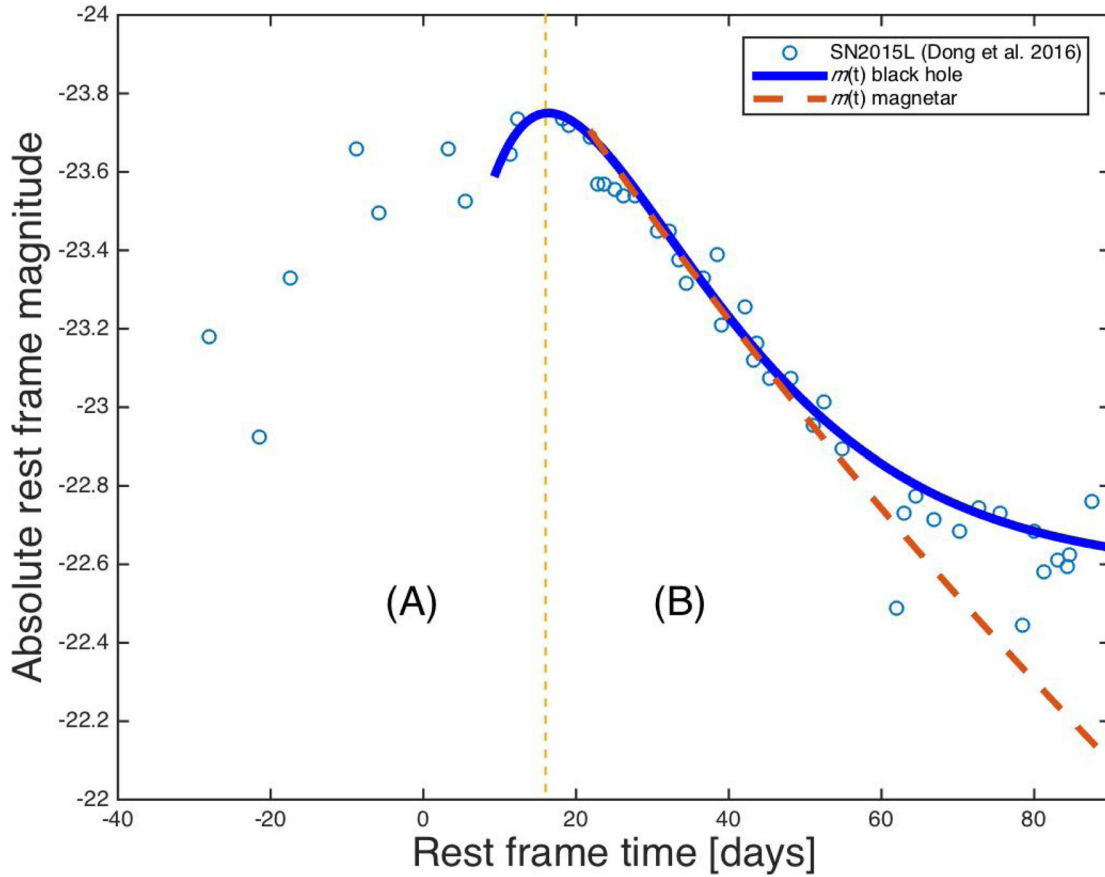 -24
-23.8
-23.6
-23.4
-23.2
-23
-22.8
-22.6
-22.4
-22.2
-22
Absolute rest frame magnitude
SN2015L (Dong et al. 2016)
m(t) black hole
m(t) magnetar
(A) (B)
-40 -20 0 20 40 60 80
Rest frame time [days]